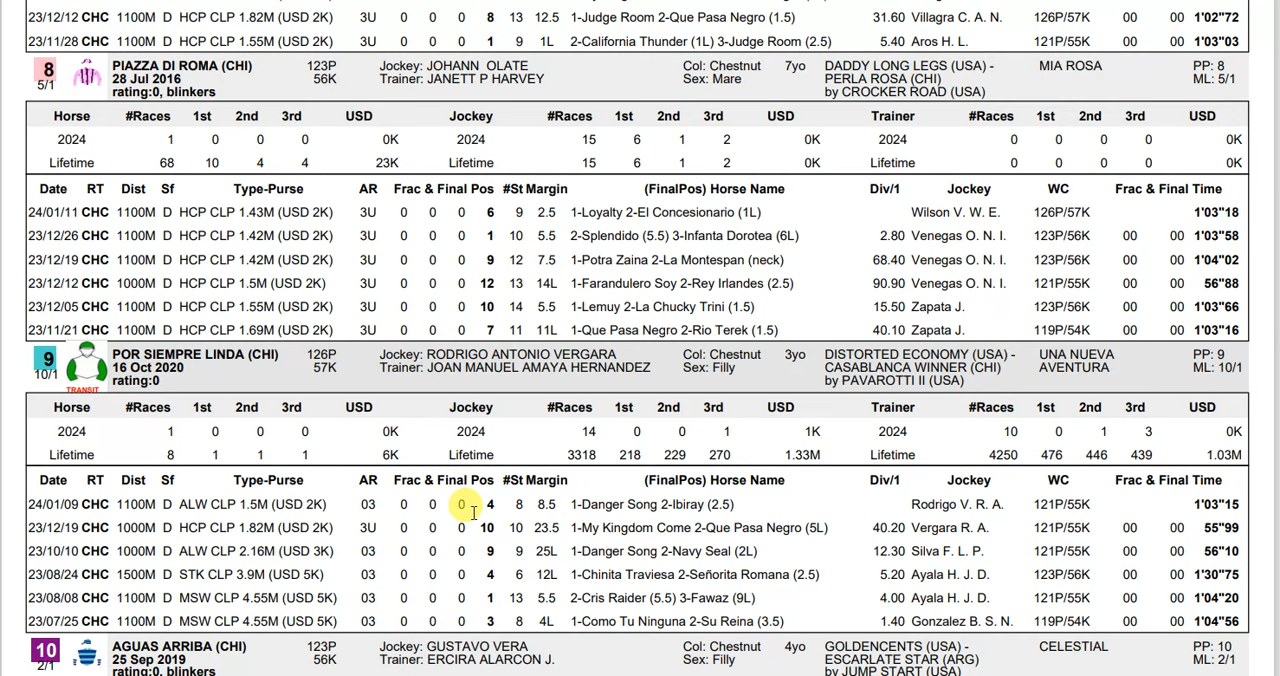 23/12/12 CHC 1100M D HCP CLP 1.82M (USD 2K) 3U 0 0 0 8 13 12.5 1-Judge Room 2-Que Pasa Negro (1.5) 31.60 Villagra C. A. N. 126P/57K 00 00 1'02"72
23/11/28 CHC 1100M D HCP CLP 1.55M (USD 2K) 3U 0 0 0 1 9 1L 2-California Thunder (1L) 3-Judge Room (2.5) 5.40 Aros H. L. 121P/55K 00 00 1'03"03
8 PIAZZA DI ROMA (CHI) 123P Jockey: JOHANN OLATE Col: Chestnut 7yo DADDY LONG LEGS (USA) - MIA ROSA PP: 8
5/1 28 Jul 2016 56K Trainer: JANETT P HARVEY Sex: Mare PERLA ROSA (CHI) ML: 5/1
rating:0, blinkers by CROCKER ROAD (USA)
Horse #Races 1st 2nd 3rd USD Jockey #Races 1st 2nd 3rd USD Trainer #Races 1st 2nd 3rd USD
2024 1 0 0 0 0K 2024 15 6 1 2 0K 2024 0 0 0 0 0K
Lifetime 68 10 4 4 23K Lifetime 15 6 1 2 0K Lifetime 0 0 0 0 0K
Date RT Dist Sf Type-Purse AR Frac & Final Pos #St Margin (FinalPos) Horse Name Div/1 Jockey WC Frac & Final Time
24/01/11 CHC 1100M D HCP CLP 1.43M (USD 2K) 3U 0 0 0 6 9 2.5 1-Loyalty 2-El Concesionario (1L) Wilson V. W. E. 126P/57K 1'03"18
23/12/26 CHC 1100M D HCP CLP 1.42M (USD 2K) 3U 0 0 0 1 10 5.5 2-Splendido (5.5) 3-Infanta Dorotea (6L) 2.80 Venegas O. N. I. 123P/56K 00 00 1'03"58
23/12/19 CHC 1100M D HCP CLP 1.42M (USD 2K) 3U 0 0 0 9 12 7.5 1-Potra Zaina 2-La Montespan (neck) 68.40 Venegas O. N. I. 123P/56K 00 00 1'04"02
23/12/12 CHC 1000M D HCP CLP 1.5M (USD 2K) 3U 0 0 0 12 13 14L 1-Farandulero Soy 2-Rey Irlandes (2.5) 90.90 Venegas O. N. I. 121P/55K 00 00 56"88
23/12/05 CHC 1100M D HCP CLP 1.55M (USD 2K) 3U 0 0 0 10 14 5.5 1-Lemuy 2-La Chucky Trini (1.5) 15.50 Zapata J. 123P/56K 00 00 1'03"66
23/11/21 CHC 1100M D HCP CLP 1.69M (USD 2K) 3U 0 0 0 7 11 11L 1-Que Pasa Negro 2-Rio Terek (1.5) 40.10 Zapata J. 119P/54K 00 00 1'03"16
9 POR SIEMPRE LINDA (CHI) 126P Jockey: RODRIGO ANTONIO VERGARA Col: Chestnut 3yo DISTORTED ECONOMY (USA) - UNA NUEVA PP: 9
10/1 16 Oct 2020 57K Trainer: JOAN MANUEL AMAYA HERNANDEZ Sex: Filly CASABLANCA WINNER (CHI) AVENTURA ML: 10/1
TRANSIT rating:0 by PAVAROTTI II (USA)
Horse #Races 1st 2nd 3rd USD Jockey #Races 1st 2nd 3rd USD Trainer #Races 1st 2nd 3rd USD
2024 1 0 0 0 0K 2024 14 0 0 1 1K 2024 10 0 1 3 0K
Lifetime 8 1 1 1 6K Lifetime 3318 218 229 270 1.33M Lifetime 4250 476 446 439 1.03M
Date RT Dist Sf Type-Purse AR Frac & Final Pos #St Margin (FinalPos) Horse Name Div/1 Jockey WC Frac & Final Time
24/01/09 CHC 1100M D ALW CLP 1.5M (USD 2K) 03 0 0 0 4 8 8.5 1-Danger Song 2-Ibiray (2.5) Rodrigo V. R. A. 121P/55K 1'03"15
23/12/19 CHC 1000M D HCP CLP 1.82M (USD 2K) 3U 0 0 0 10 10 23.5 1-My Kingdom Come 2-Que Pasa Negro (5L) 40.20 Vergara R. A. 121P/55K 00 00 55"99
23/10/10 CHC 1000M D ALW CLP 2.16M (USD 3K) 03 0 0 0 9 9 25L 1-Danger Song 2-Navy Seal (2L) 12.30 Silva F. L. P. 121P/55K 00 00 56"10
23/08/24 CHC 1500M D STK CLP 3.9M (USD 5K) 03 0 0 0 4 6 12L 1-Chinita Traviesa 2-Señorita Romana (2.5) 5.20 Ayala H. J. D. 123P/56K 00 00 1'30"75
23/08/08 CHC 1100M D MSW CLP 4.55M (USD 5K) 03 0 0 0 1 13 5.5 2-Cris Raider (5.5) 3-Fawaz (9L) 4.00 Ayala H. J. D. 121P/55K 00 00 1'04"20
23/07/25 CHC 1100M D MSW CLP 4.55M (USD 5K) 03 0 0 0 3 8 4L 1-Como Tu Ninguna 2-Su Reina (3.5) 1.40 Gonzalez B. S. N. 119P/54K 00 00 1'04"56
10 AGUAS ARRIBA (CHI) 123P Jockey: GUSTAVO VERA Col: Chestnut 4yo GOLDENCENTS (USA) - CELESTIAL PP: 10
2/1 25 Sep 2019 56K Trainer: ERCIRA ALARCON J. Sex: Filly ESCARLATE STAR (ARG) ML: 2/1
rating:0, blinkers by JUMP START (USA)